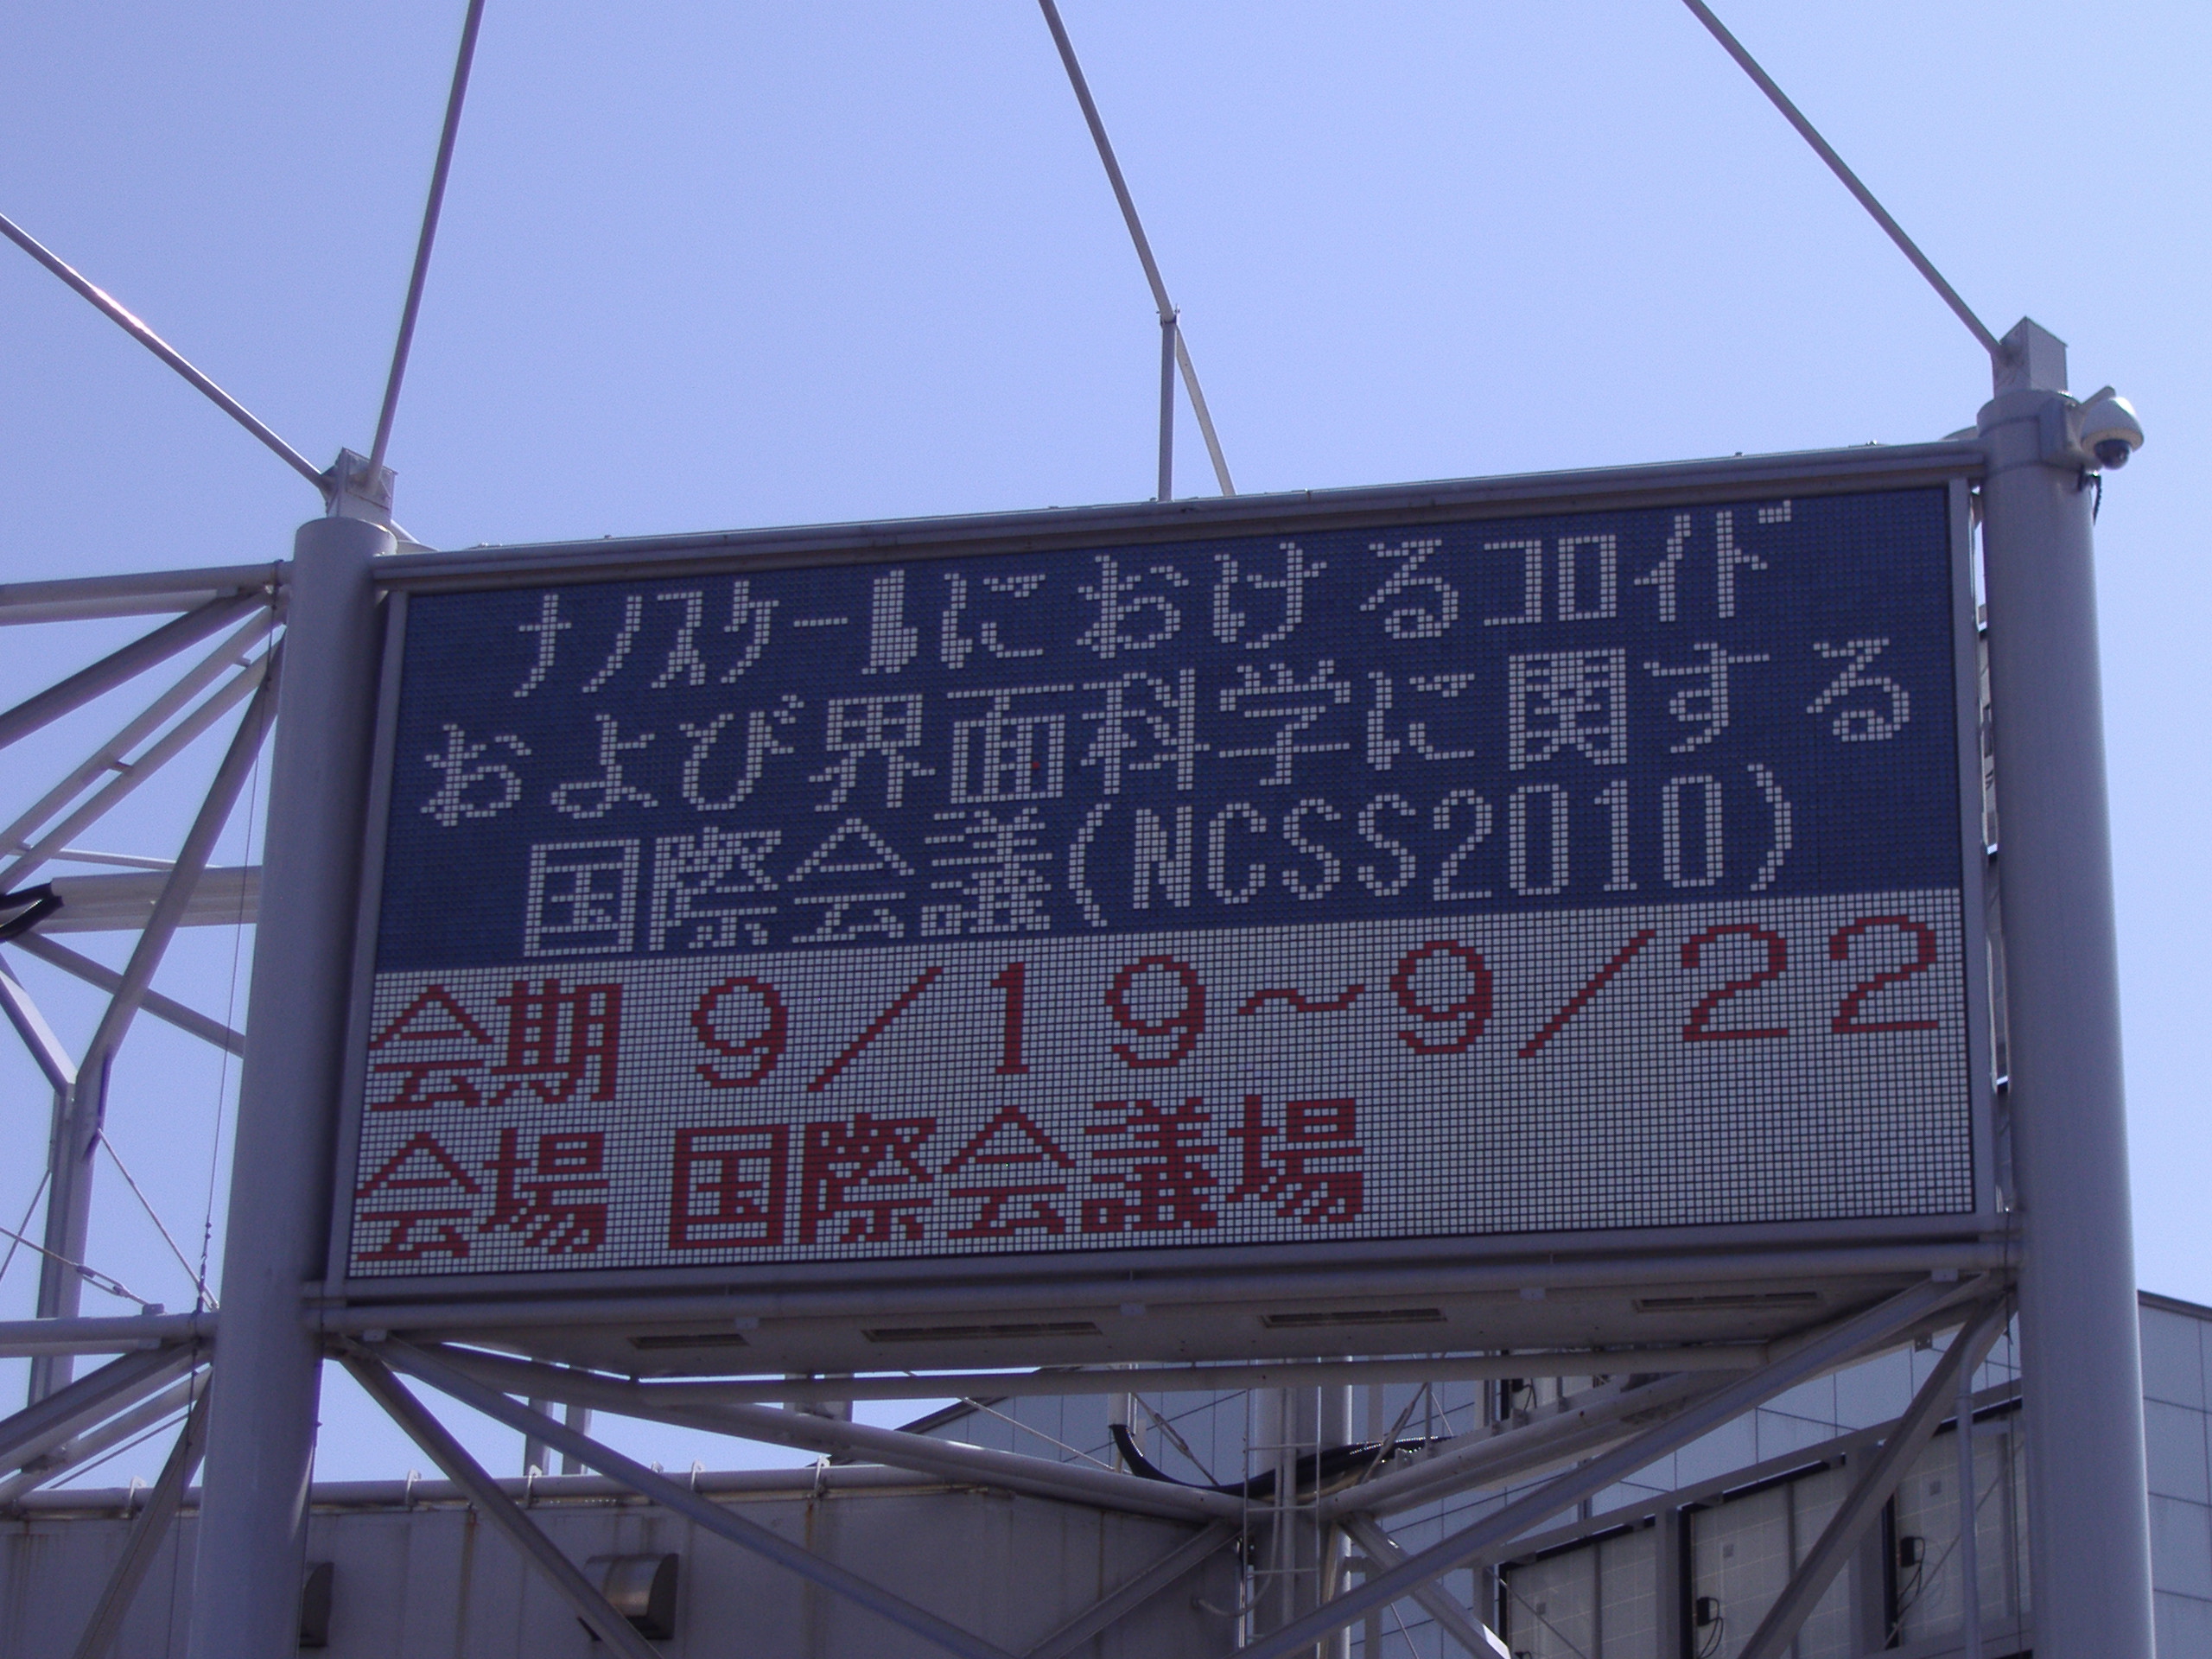 ﾅﾉｽｹｰﾙにおけるｺﾛｲﾄﾞ
および界面科学に関する
国際会議(NCSS2010)
会期 ９／１９～９／２２
会場 国際会議場